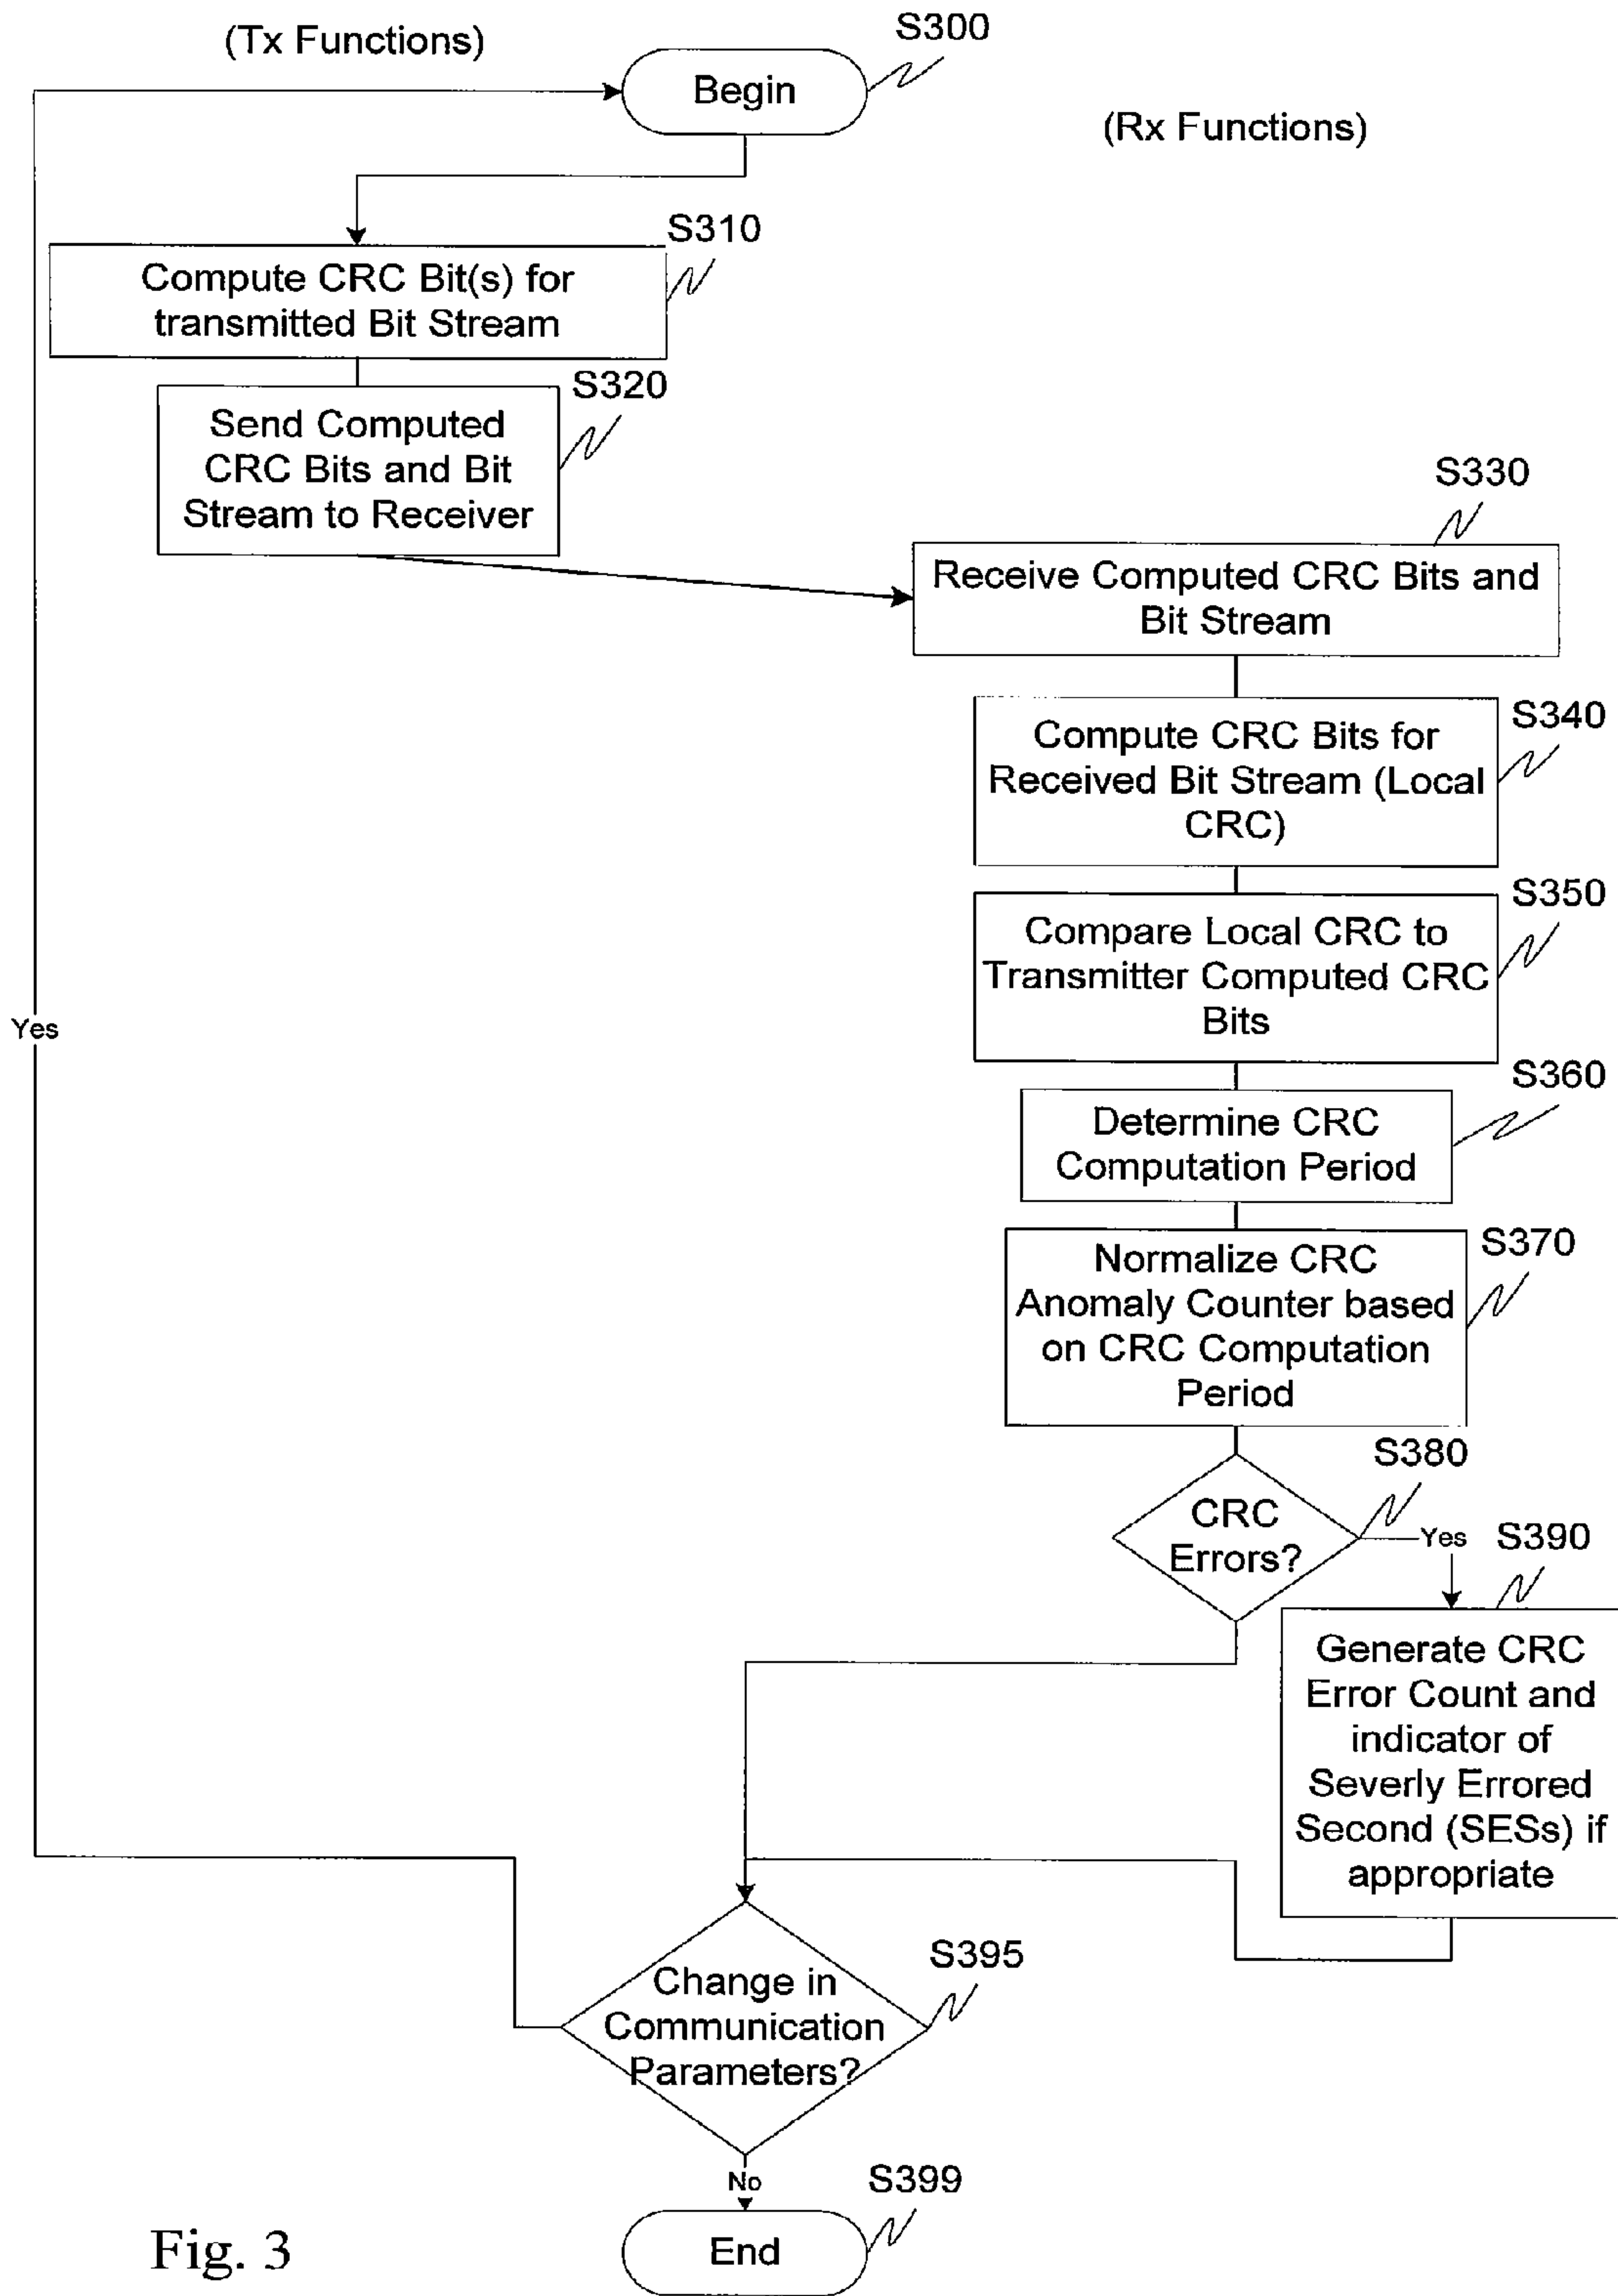 (Tx Functions)
S300
Begin
(Rx Functions)
S310
Compute CRC Bit(s) for
transmitted Bit Stream
S320
Send Computed
CRC Bits and Bit
Stream to Receiver
S330
Receive Computed CRC Bits and
Bit Stream
S340
Compute CRC Bits for
Received Bit Stream (Local
CRC)
S350
Compare Local CRC to
Transmitter Computed CRC
Bits
Yes
S360
Determine CRC
Computation Period
S370
Normalize CRC
Anomaly Counter based
on CRC Computation
Period
S380
CRC
Errors?
Yes
S390
Generate CRC
Error Count and
indicator of
Severly Errored
Second (SESs) if
appropriate
S395
Change in
Communication
Parameters?
No
S399
End
Fig. 3